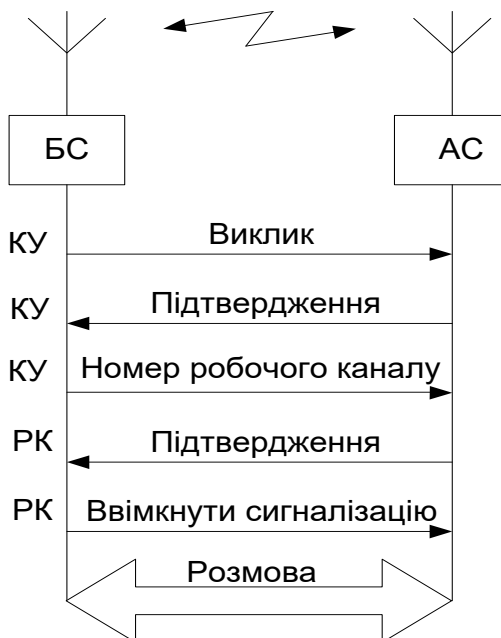 БС
АС
КУ Виклик
КУ Підтвердження
КУ Номер робочого каналу
РК Підтвердження
РК Ввімкнути сигналізацію
Розмова